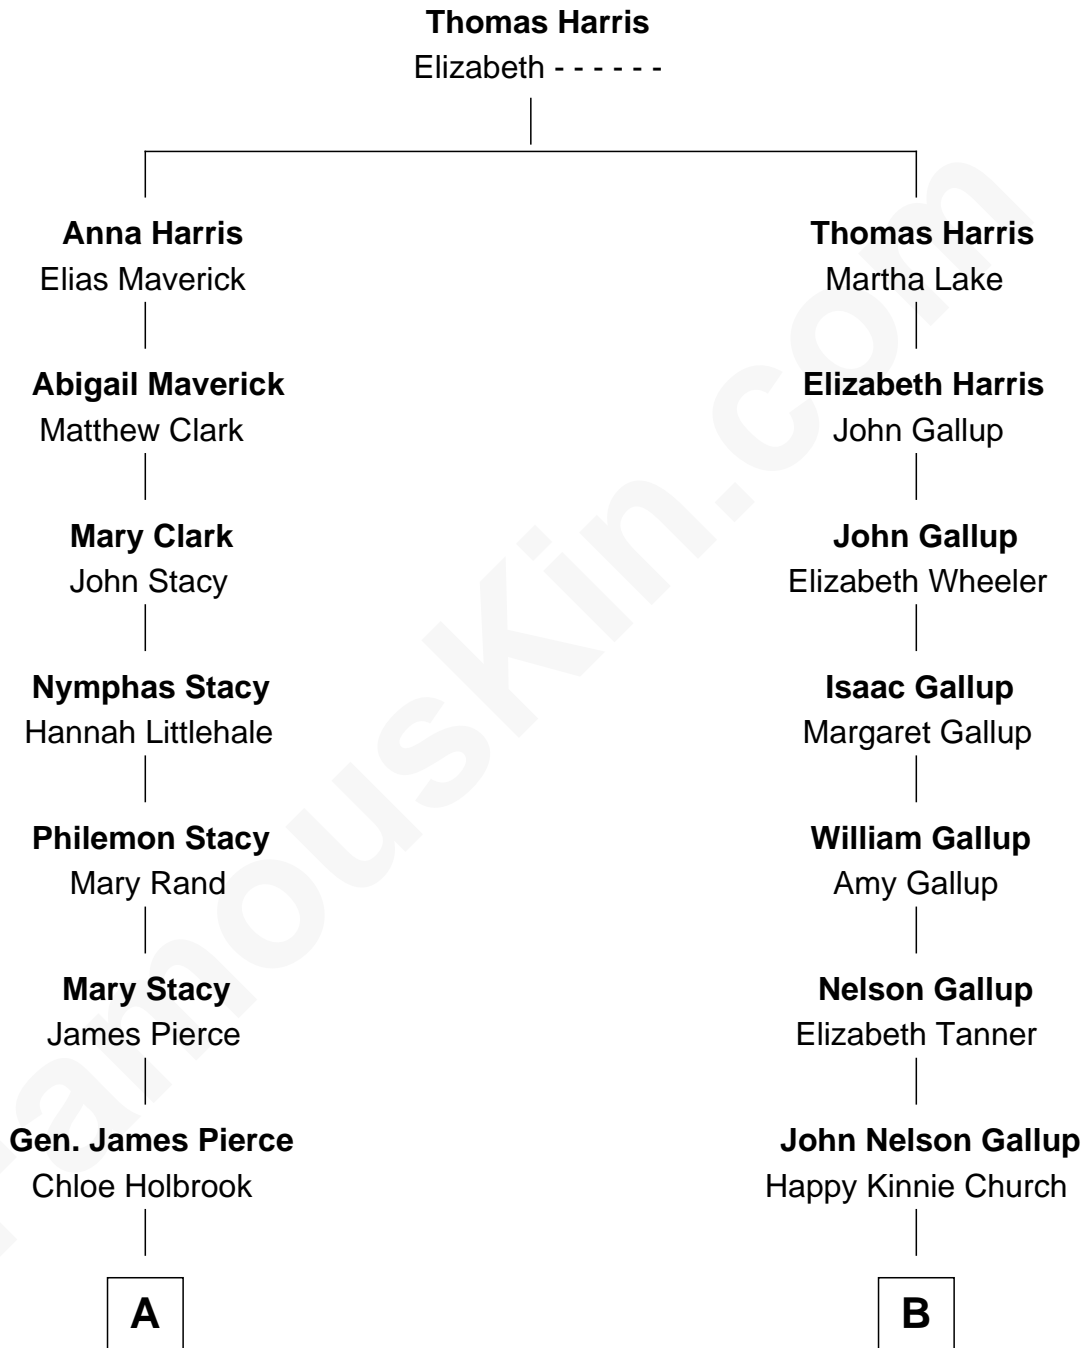 Thomas Harris
Elizabeth - - - - - -
Anna Harris
Elias Maverick
Thomas Harris
Martha Lake
Abigail Maverick
Matthew Clark
Elizabeth Harris
John Gallup
Mary Clark
John Stacy
John Gallup
Elizabeth Wheeler
Nymphas Stacy
Hannah Littlehale
Isaac Gallup
Margaret Gallup
Philemon Stacy
Mary Rand
William Gallup
Amy Gallup
Mary Stacy
James Pierce
Nelson Gallup
Elizabeth Tanner
Gen. James Pierce
Chloe Holbrook
John Nelson Gallup
Happy Kinnie Church
A
B
FamousKin.com